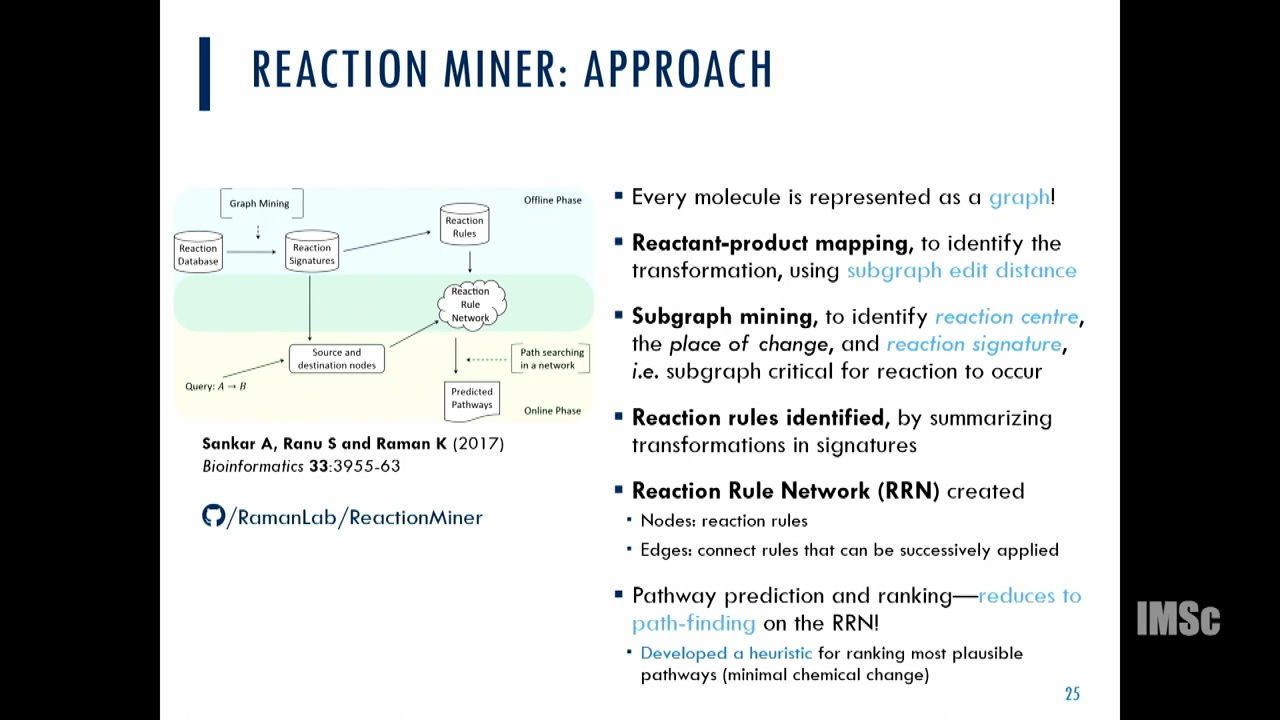 REACTION MINER: APPROACH
Graph Mining
Offline Phase
Reaction
Database
Reaction
Signatures
Reaction
Rules
Reaction
Rule
Network
Source and
destination nodes
Path searching
in a network
Query: A → B
Predicted
Pathways
Online Phase
Sankar A, Ranu S and Raman K (2017)
Bioinformatics 33:3955-63
/RamanLab/ReactionMiner
▪ Every molecule is represented as a graph!
▪ Reactant-product mapping, to identify the
transformation, using subgraph edit distance
▪ Subgraph mining, to identify reaction centre,
the place of change, and reaction signature,
i.e. subgraph critical for reaction to occur
▪ Reaction rules identified, by summarizing
transformations in signatures
▪ Reaction Rule Network (RRN) created
▪ Nodes: reaction rules
▪ Edges: connect rules that can be successively applied
▪ Pathway prediction and ranking—reduces to
path-finding on the RRN!
▪ Developed a heuristic for ranking most plausible
pathways (minimal chemical change)
25
IMSc